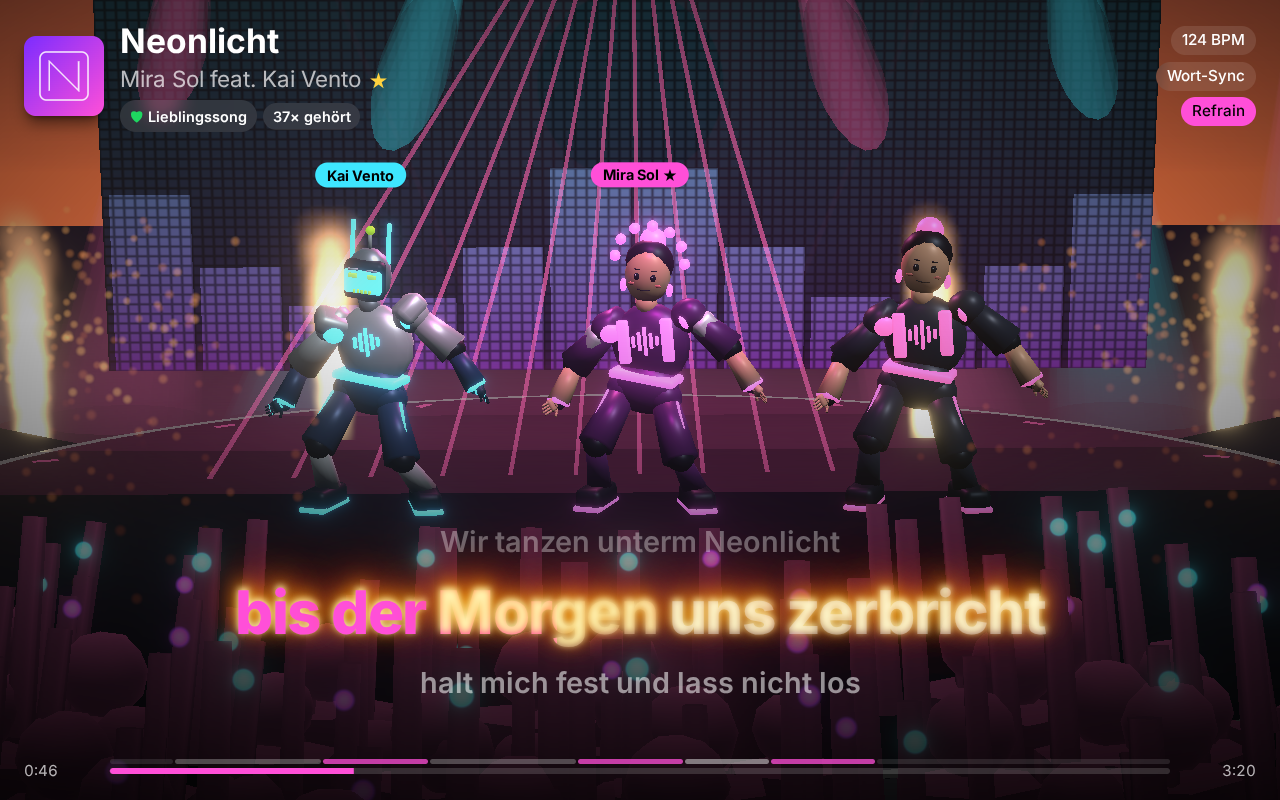 N
Neonlicht
Mira Sol feat. Kai Vento ★
Lieblingssong
37× gehört
124 BPM
Wort-Sync
Refrain
Kai Vento
Mira Sol ★
Wir tanzen unterm Neonlicht
bis der Morgen uns zerbricht
halt mich fest und lass nicht los
0:46
3:20